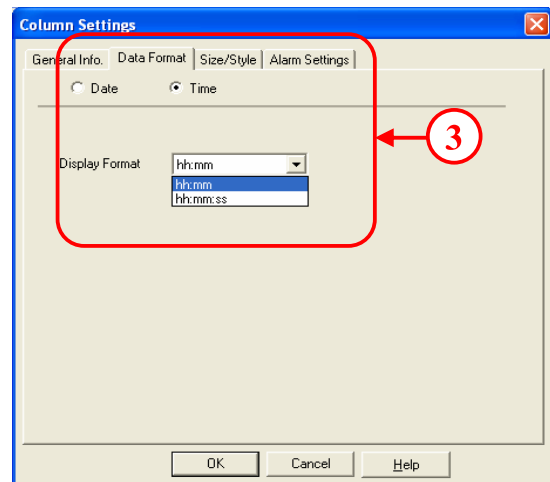 Column Settings
General Info. Data Format Size/Style Alarm Settings
Date Time
3
Display Format hh:mm
hh:mm
hh:mm:ss
OK Cancel Help